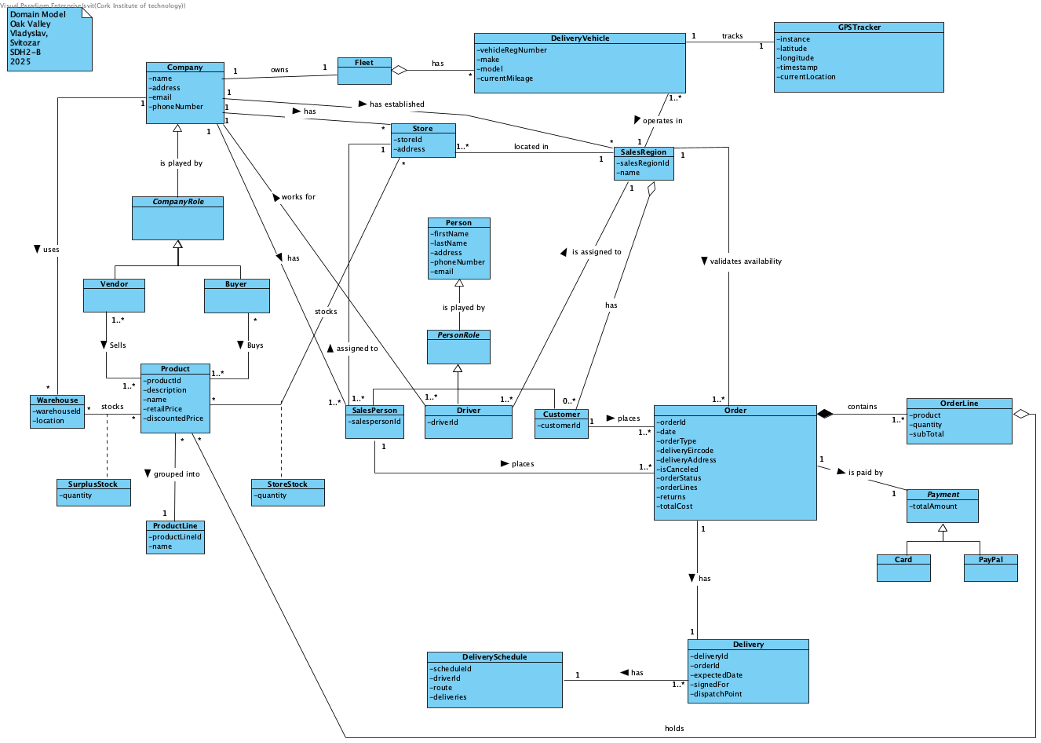 Visual Paradigm Enterprise(svit(Cork Institute of technology))
Domain Model
Oak Valley
Vladyslav,
Svitozar
SDH2-B
2025
Company
-name
-address
-email
-phoneNumber
1
owns
1
Fleet
has
*
DeliveryVehicle
-vehicleRegNumber
-make
-model
-currentMileage
1
tracks
1
GPSTracker
-instance
-latitude
-longitude
-timestamp
-currentLocation
1
has established
*
1
has
*
1..*
operates in
1
Store
-storeId
-address
1..*
located in
1
SalesRegion
-salesRegionId
-name
1
validates availability
1..*
is played by
CompanyRole
Vendor
Buyer
1
uses
*
1
works for
1..*
1
has
1..*
1
assigned to
1..*
Person
-firstName
-lastName
-address
-phoneNumber
-email
is played by
PersonRole
1
is assigned to
1..*
has
0..*
*
stocks
*
1..*
Sells
1..*
*
Buys
1..*
Product
-productId
-description
-name
-retailPrice
-discountedPrice
Warehouse
-warehouseId
-location
*
stocks
*
SurplusStock
-quantity
StoreStock
-quantity
*
grouped into
1
ProductLine
-productLineId
-name
*
SalesPerson
-salespersonId
Driver
-driverId
Customer
-customerId
1
places
1..*
1
places
1..*
Order
-orderId
-date
-orderType
-deliveryEircode
-deliveryAddress
-isCanceled
-orderStatus
-orderLines
-returns
-totalCost
contains
1..*
OrderLine
-product
-quantity
-subTotal
1
is paid by
1
Payment
-totalAmount
Card
PayPal
1
has
1
Delivery
-deliveryId
-orderId
-expectedDate
-signedFor
-dispatchPoint
1..*
has
1
DeliverySchedule
-scheduleId
-driverId
-route
-deliveries
holds